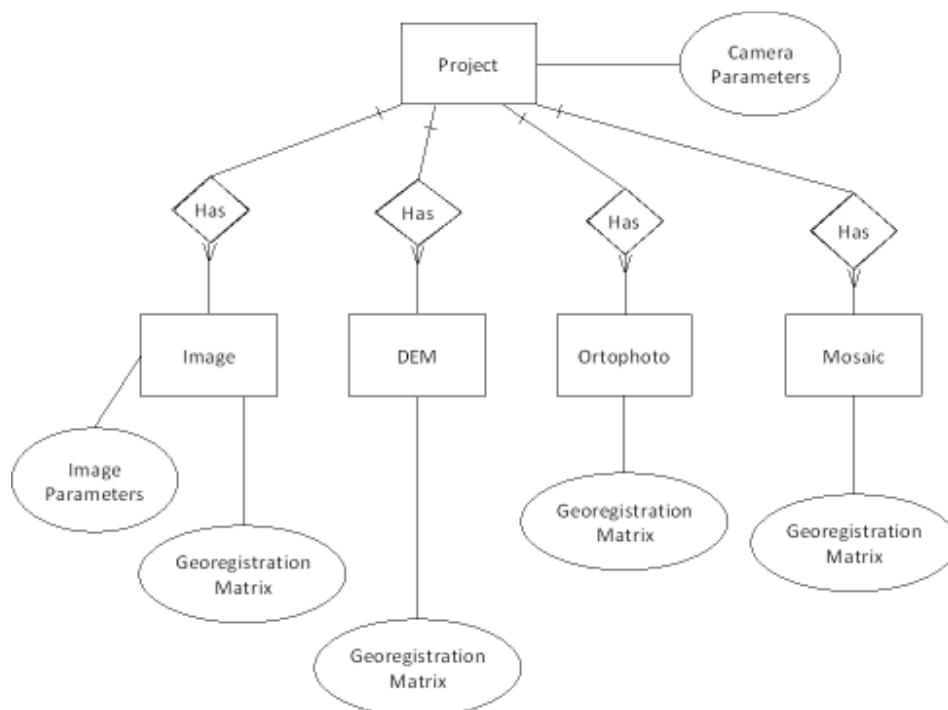 Project
Camera
Parameters
Has
Has
Has
Has
Image
DEM
Ortophoto
Mosaic
Image
Parameters
Georegistration
Matrix
Georegistration
Matrix
Georegistration
Matrix
Georegistration
Matrix